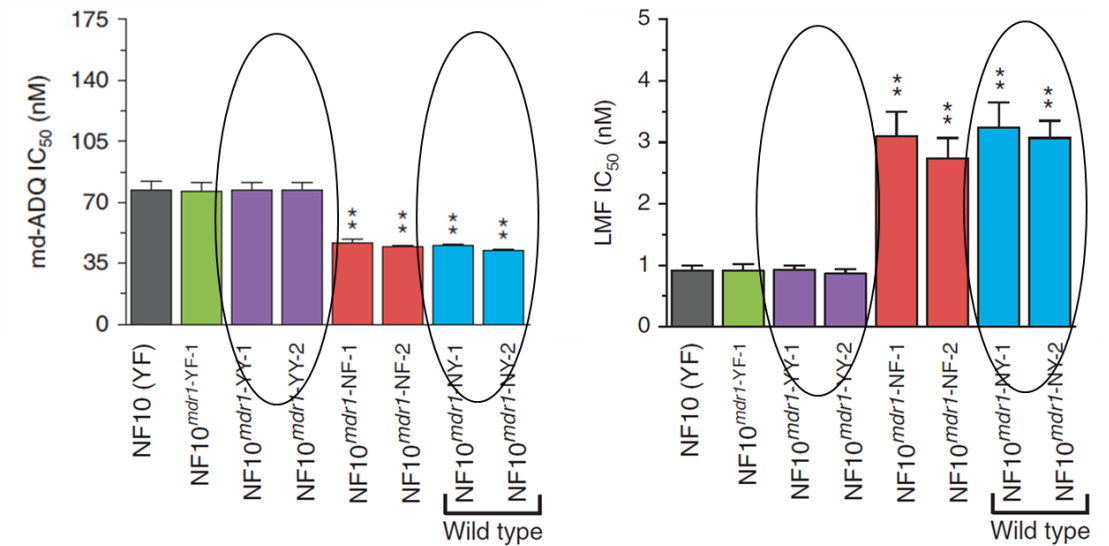 md-ADQ IC50 (nM)
175
140
105
70
35
0
** ** ** **
NF10 (YF)
NF10mdr1-YF-1
NF10mdr1-YY-1
NF10mdr1-YY-2
NF10mdr1-NF-1
NF10mdr1-NF-2
NF10mdr1-NY-1
NF10mdr1-NY-2
Wild type
LMF IC50 (nM)
5
4
3
2
1
0
** ** ** **
NF10 (YF)
NF10mdr1-YF-1
NF10mdr1-YY-1
NF10mdr1-YY-2
NF10mdr1-NF-1
NF10mdr1-NF-2
NF10mdr1-NY-1
NF10mdr1-NY-2
Wild type